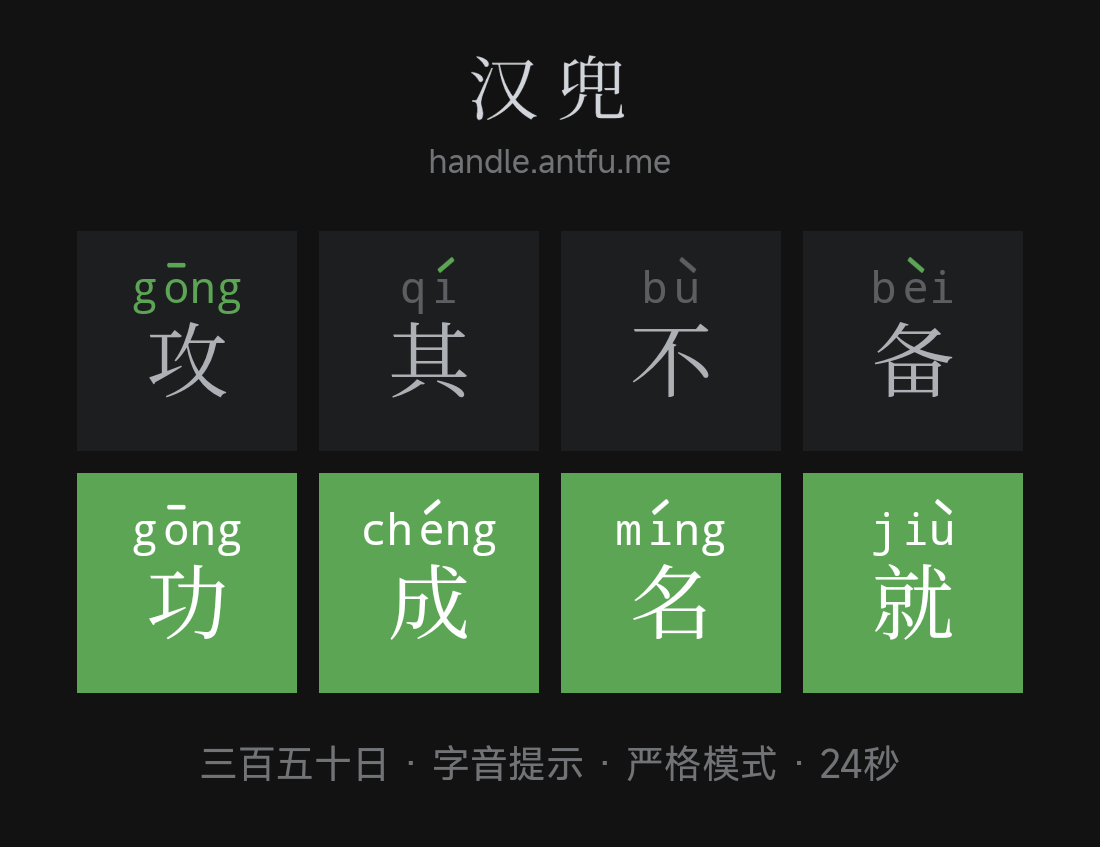 汉兜
handle.antfu.me
gōng qí bù bèi
攻其不备
gōng chéng míng jiù
功成名就
三百五十日 · 字音提示 · 严格模式 · 24秒